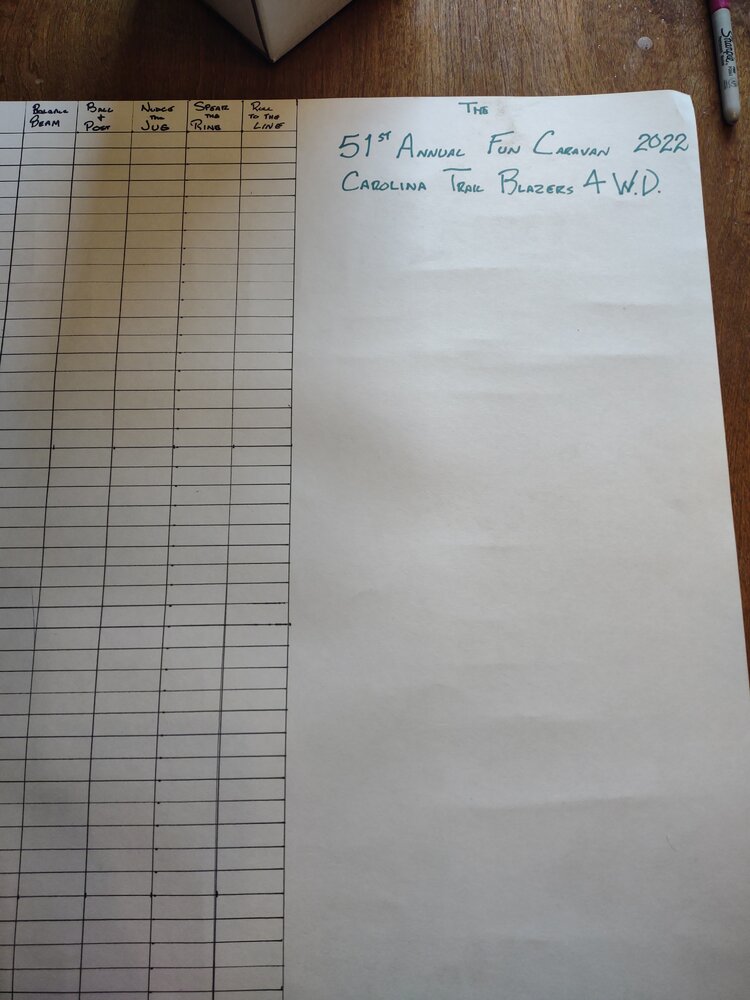 Balance Beam
Ball + Post
Nudge the Jug
Spear the Ring
Roll to the Line
The
51st Annual Fun Caravan 2022
Carolina Trail Blazers 4 W.D.
Sharpie